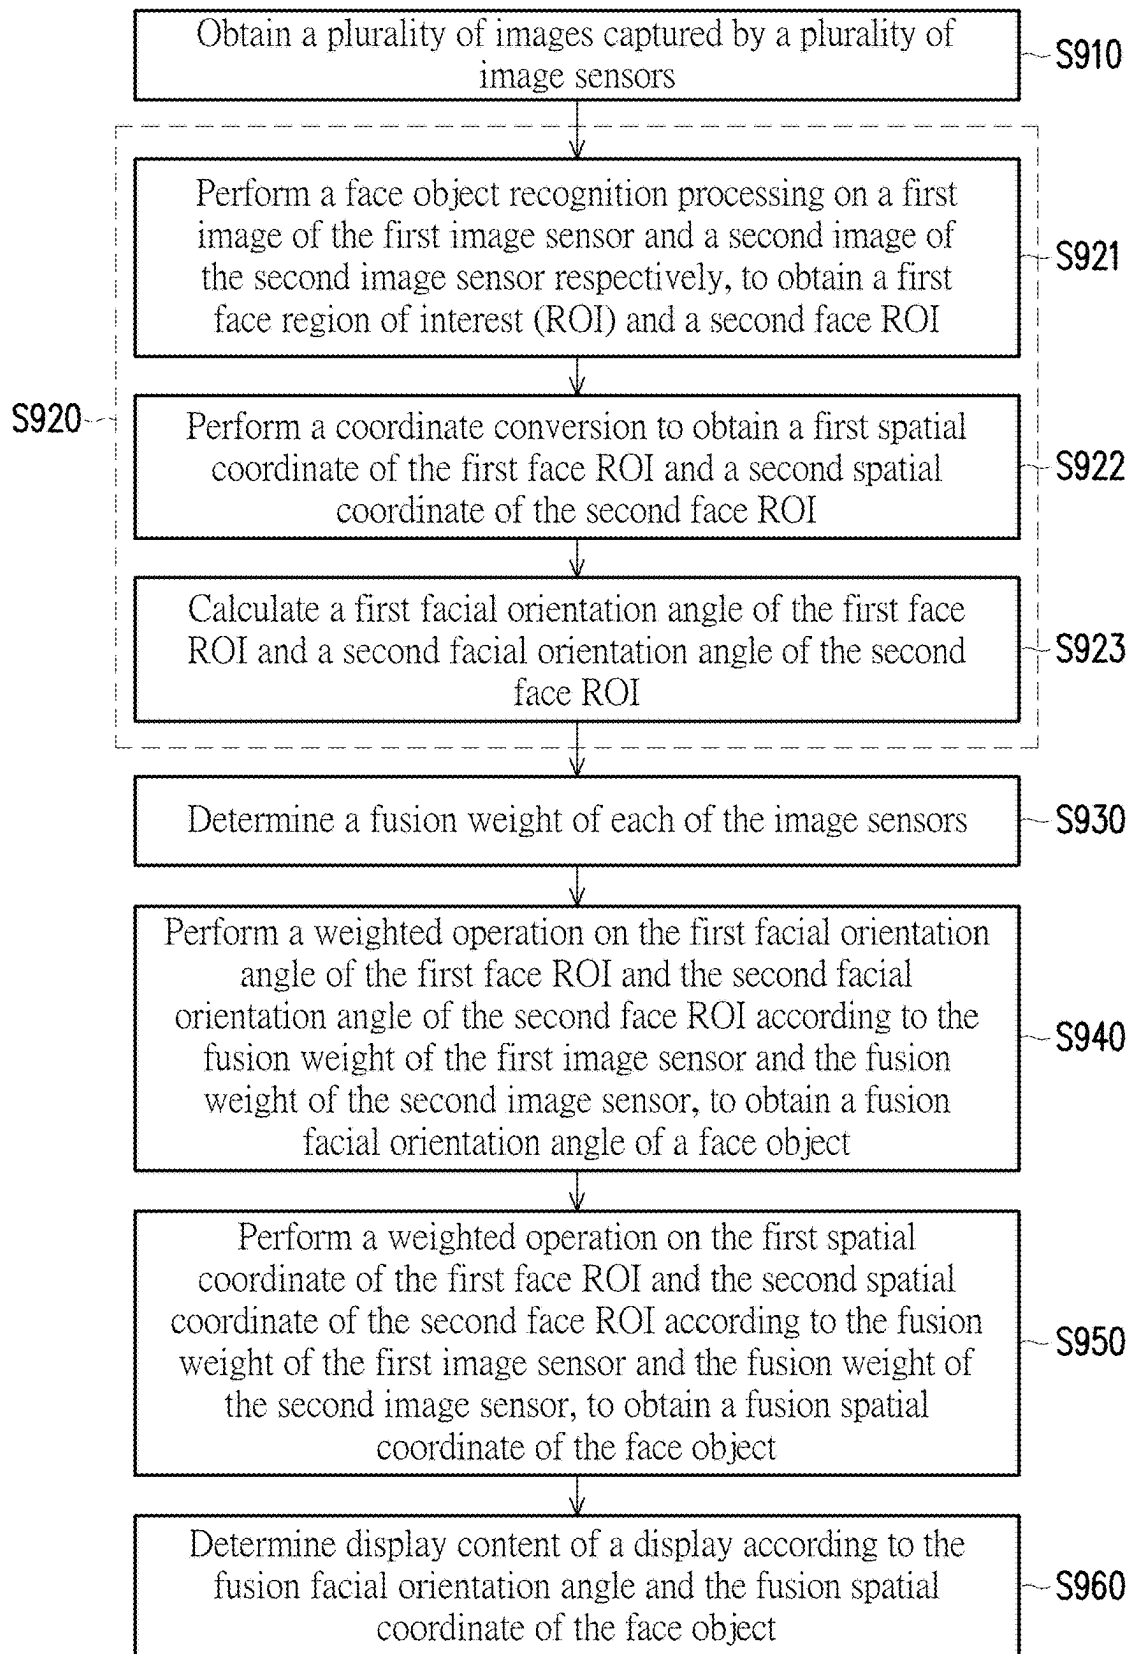 Obtain a plurality of images captured by a plurality of
image sensors
S910
Perform a face object recognition processing on a first
image of the first image sensor and a second image of
the second image sensor respectively, to obtain a first
face region of interest (ROI) and a second face ROI
S921
S920
Perform a coordinate conversion to obtain a first spatial
coordinate of the first face ROI and a second spatial
coordinate of the second face ROI
S922
Calculate a first facial orientation angle of the first face
ROI and a second facial orientation angle of the second
face ROI
S923
Determine a fusion weight of each of the image sensors
S930
Perform a weighted operation on the first facial orientation
angle of the first face ROI and the second facial
orientation angle of the second face ROI according to the
fusion weight of the first image sensor and the fusion
weight of the second image sensor, to obtain a fusion
facial orientation angle of a face object
S940
Perform a weighted operation on the first spatial
coordinate of the first face ROI and the second spatial
coordinate of the second face ROI according to the fusion
weight of the first image sensor and the fusion weight of
the second image sensor, to obtain a fusion spatial
coordinate of the face object
S950
Determine display content of a display according to the
fusion facial orientation angle and the fusion spatial
coordinate of the face object
S960